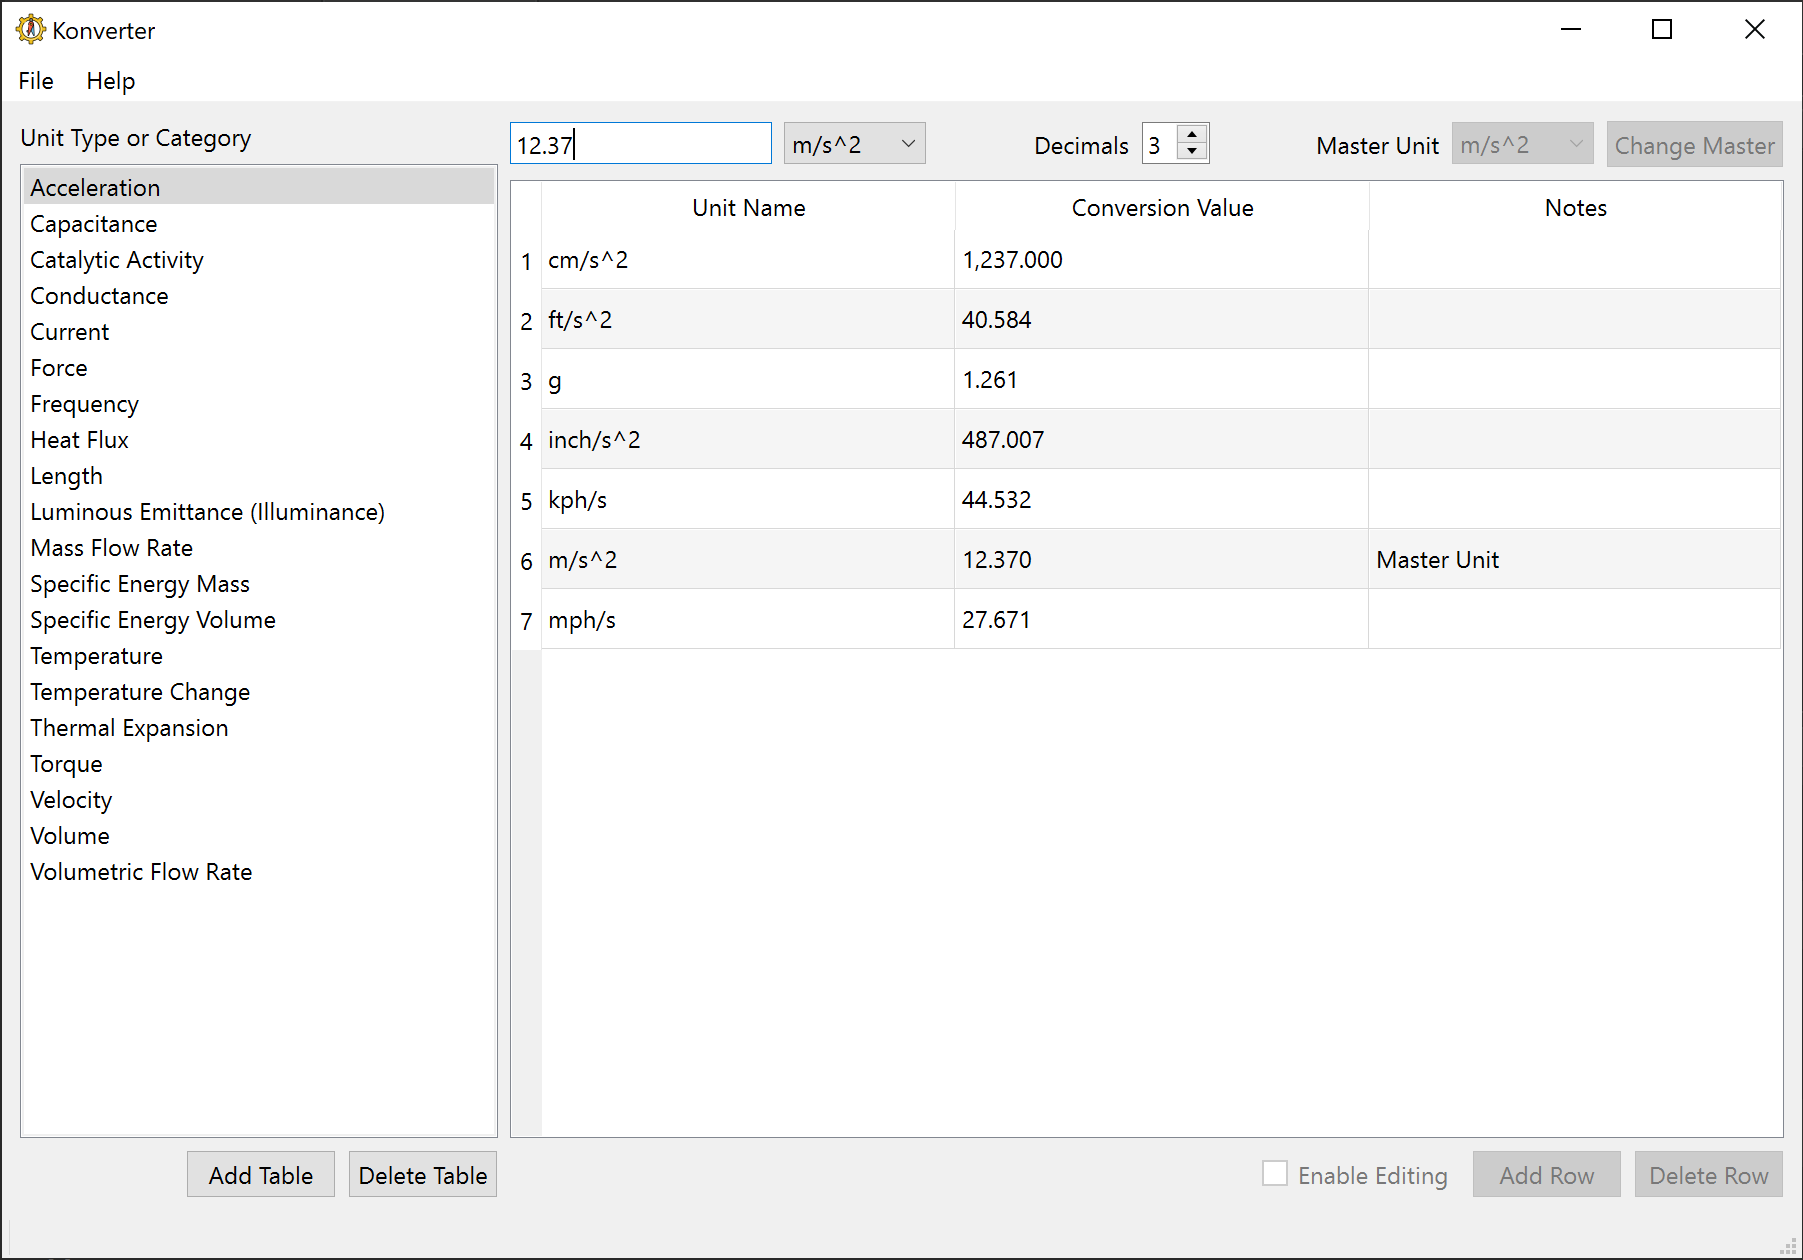 Konverter
File Help
Unit Type or Category
12.37 m/s^2 Decimals 3 Master Unit m/s^2 Change Master
Acceleration
Capacitance
Catalytic Activity
Conductance
Current
Force
Frequency
Heat Flux
Length
Luminous Emittance (Illuminance)
Mass Flow Rate
Specific Energy Mass
Specific Energy Volume
Temperature
Temperature Change
Thermal Expansion
Torque
Velocity
Volume
Volumetric Flow Rate
Unit Name Conversion Value Notes
1 cm/s^2 1,237.000
2 ft/s^2 40.584
3 g 1.261
4 inch/s^2 487.007
5 kph/s 44.532
6 m/s^2 12.370 Master Unit
7 mph/s 27.671
Add Table Delete Table Enable Editing Add Row Delete Row